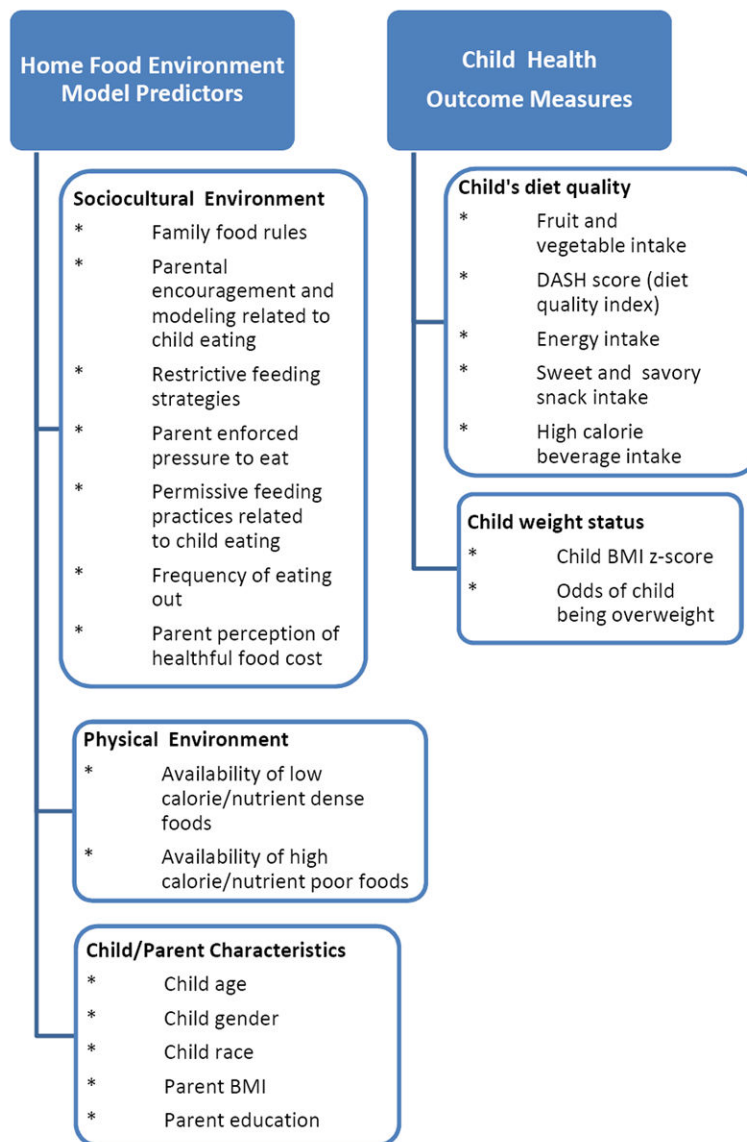 Home Food Environment
Model Predictors
Sociocultural Environment
* Family food rules
* Parental
encouragement and
modeling related to
child eating
* Restrictive feeding
strategies
* Parent enforced
pressure to eat
* Permissive feeding
practices related
to child eating
* Frequency of eating
out
* Parent perception of
healthful food cost
Physical Environment
* Availability of low
calorie/nutrient dense
foods
* Availability of high
calorie/nutrient poor foods
Child/Parent Characteristics
* Child age
* Child gender
* Child race
* Parent BMI
* Parent education
Child Health
Outcome Measures
Child's diet quality
* Fruit and
vegetable intake
* DASH score (diet
quality index)
* Energy intake
* Sweet and savory
snack intake
* High calorie
beverage intake
Child weight status
* Child BMI z-score
* Odds of child
being overweight